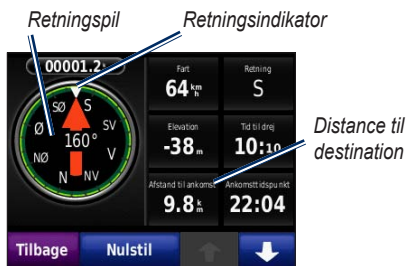 Retningspil
Retningsindikator
00001.2
Fart
Retning
64 km/h
S
SØ S
Ø SV
160°
NØ V
N NV
Elevation
Tid til drej
-38 m
10:10
Distance til
destination
Afstand til ankomst
Ankomsttidspunkt
9.8 km
22:04
Tilbage
Nulstil